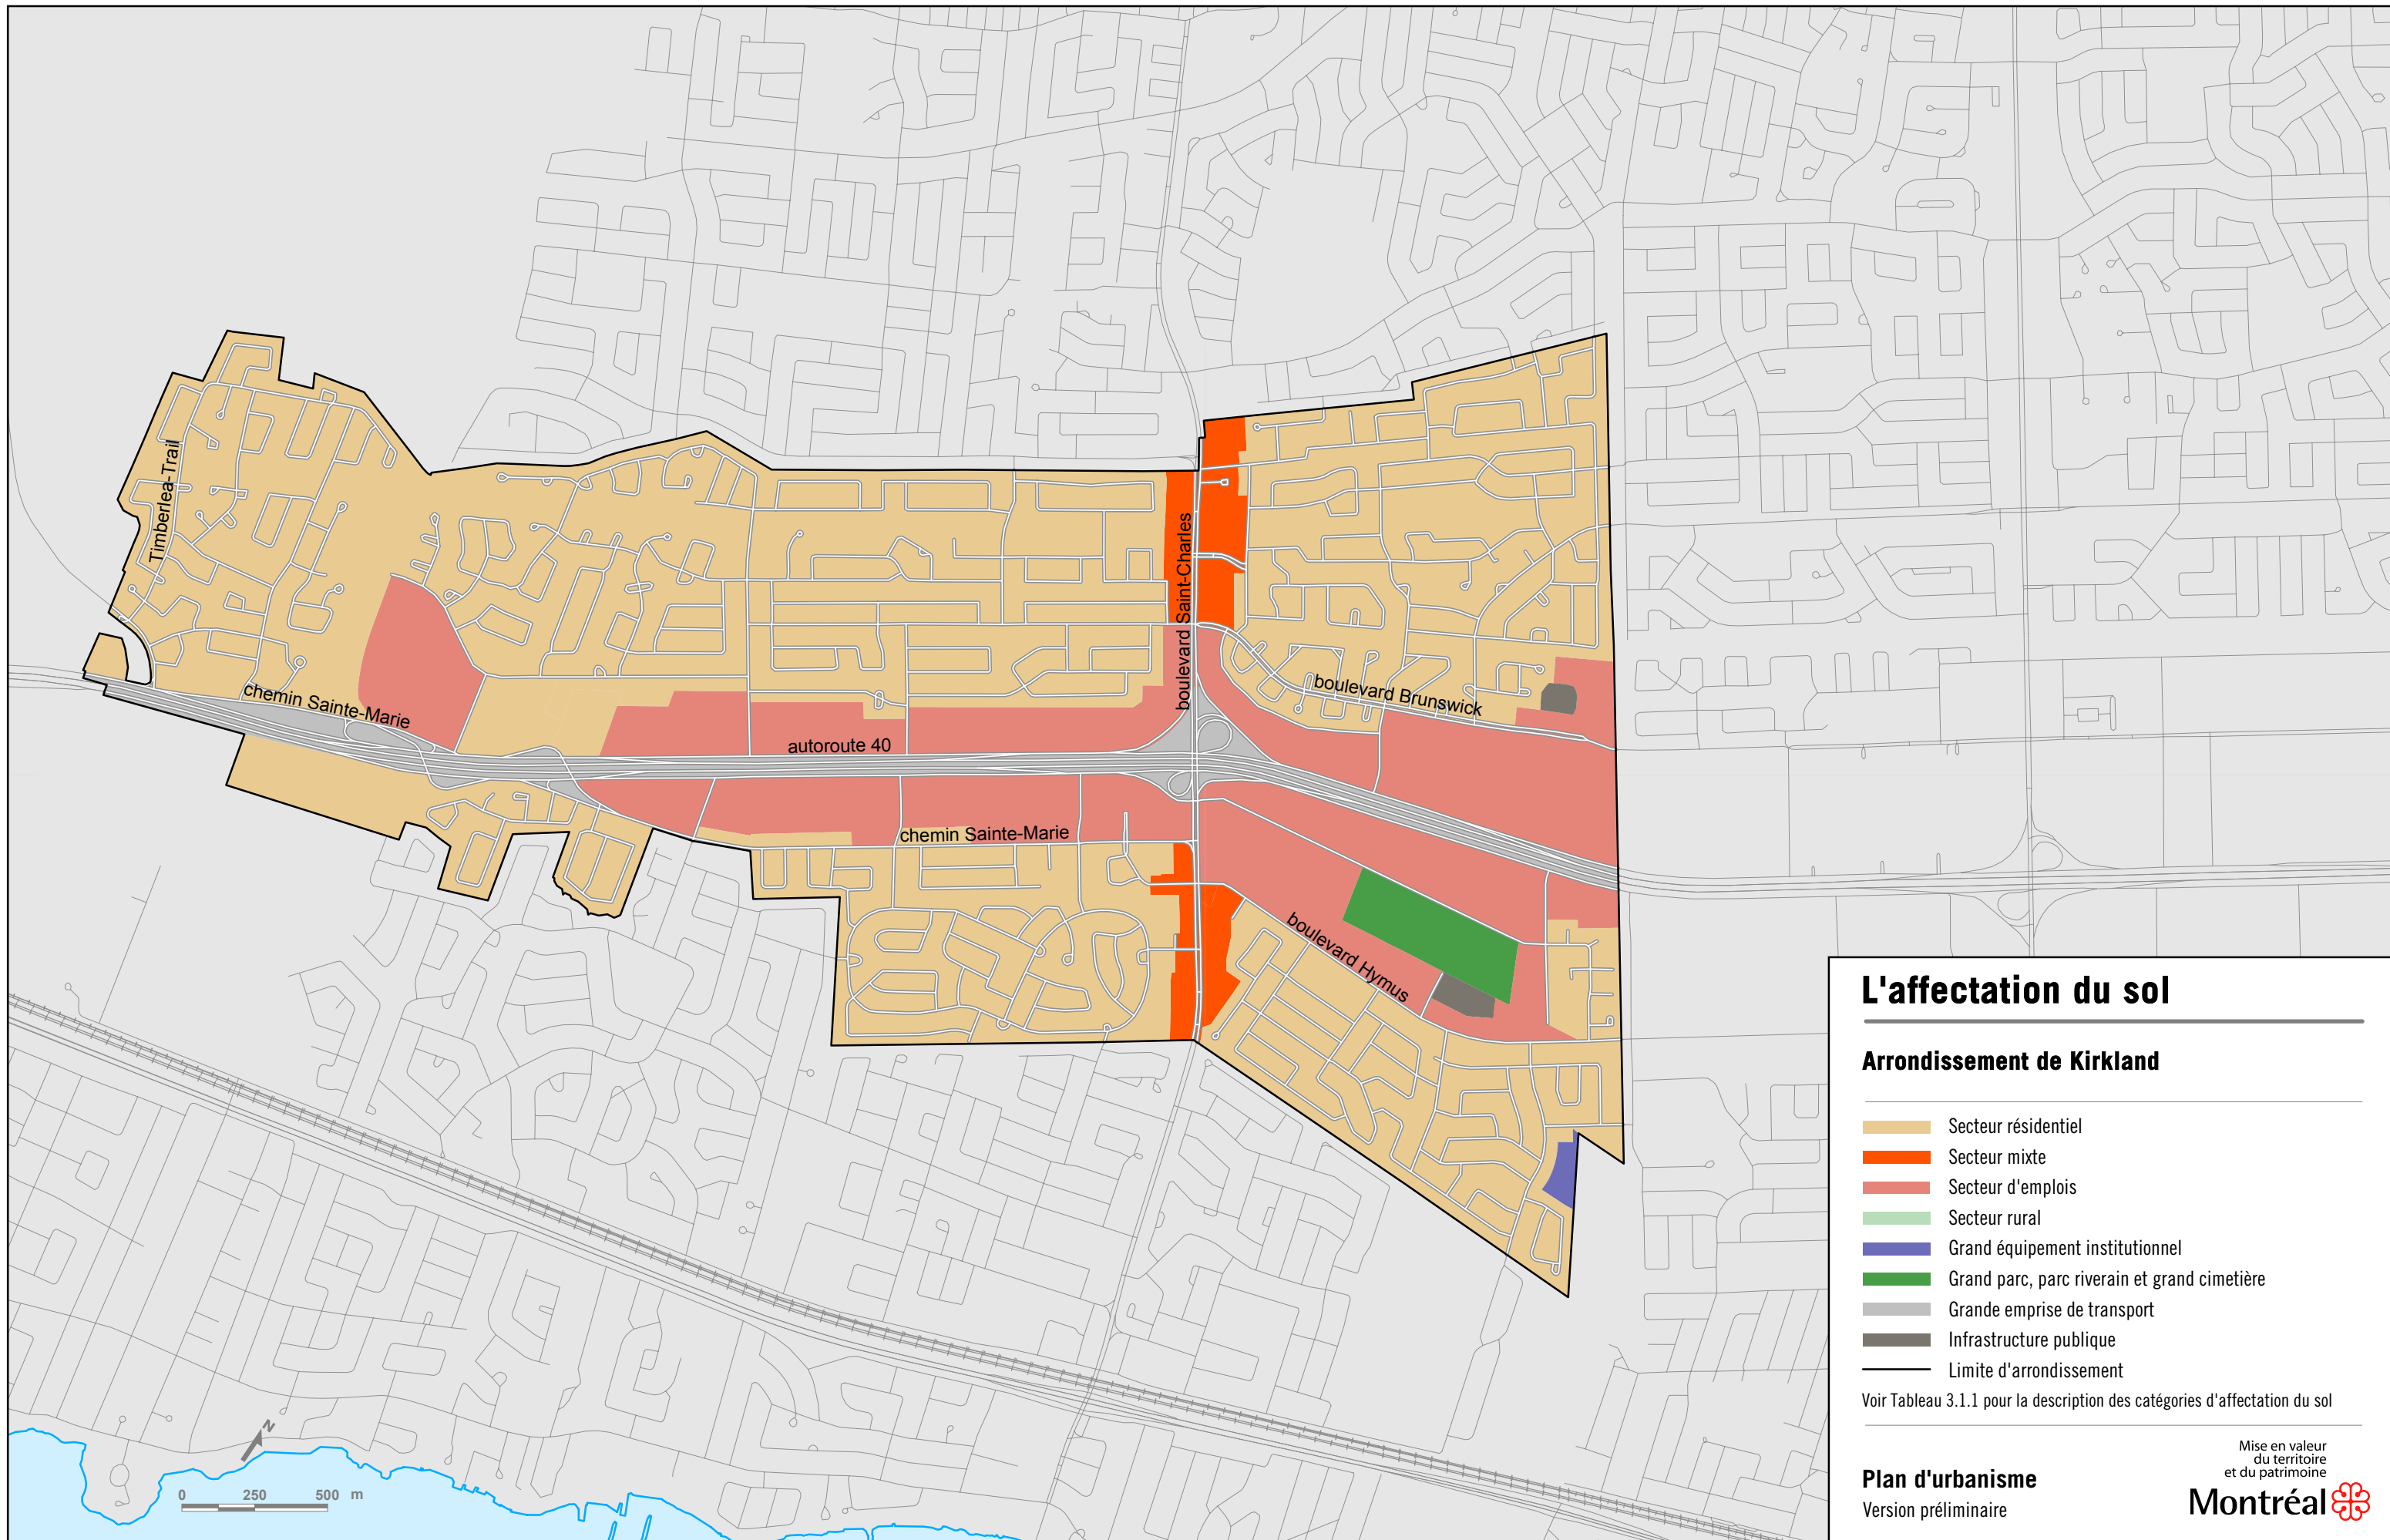 Timberlea-Trail
boulevard Saint-Charles
boulevard Brunswick
chemin Sainte-Marie
autoroute 40
chemin Sainte-Marie
boulevard Hymus
L'affectation du sol
Arrondissement de Kirkland
Secteur résidentiel
Secteur mixte
Secteur d'emplois
Secteur rural
Grand équipement institutionnel
Grand parc, parc riverain et grand cimetière
Grande emprise de transport
Infrastructure publique
Limite d'arrondissement
Voir Tableau 3.1.1 pour la description des catégories d'affectation du sol
N
0 250 500 m
Mise en valeur
du territoire
et du patrimoine
Plan d'urbanisme
Version préliminaire
Montréal